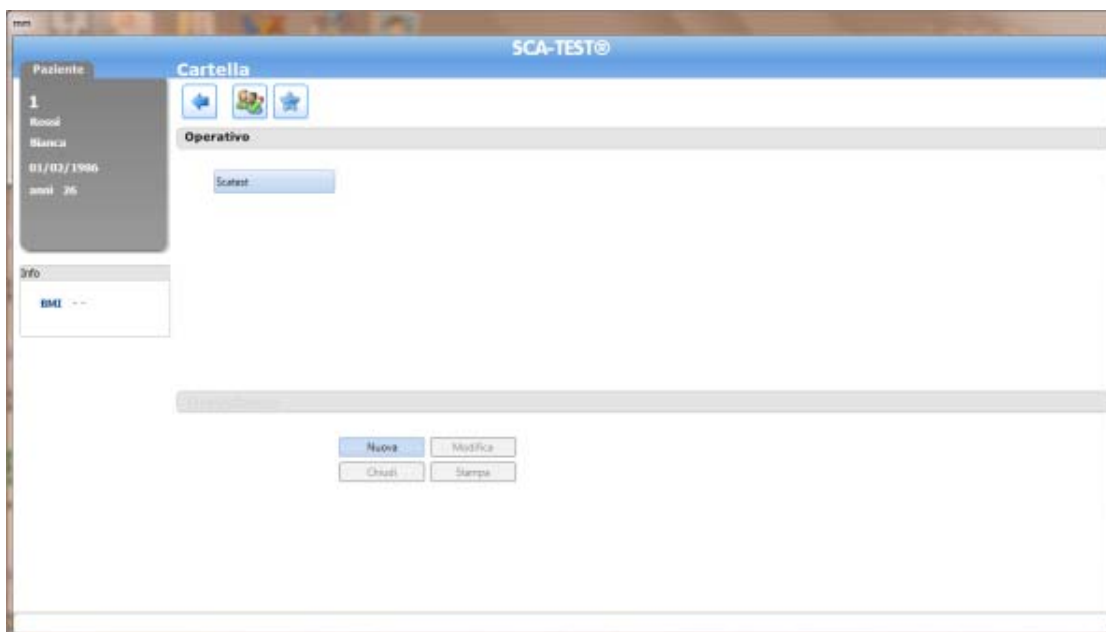 mm
SCA-TEST®
Paziente
Cartella
1
Rossi
Bianca
01/02/1986
anni 26
Operativo
Scatest
Info
BMI - -
Nuova Modifica
Chiudi Stampa